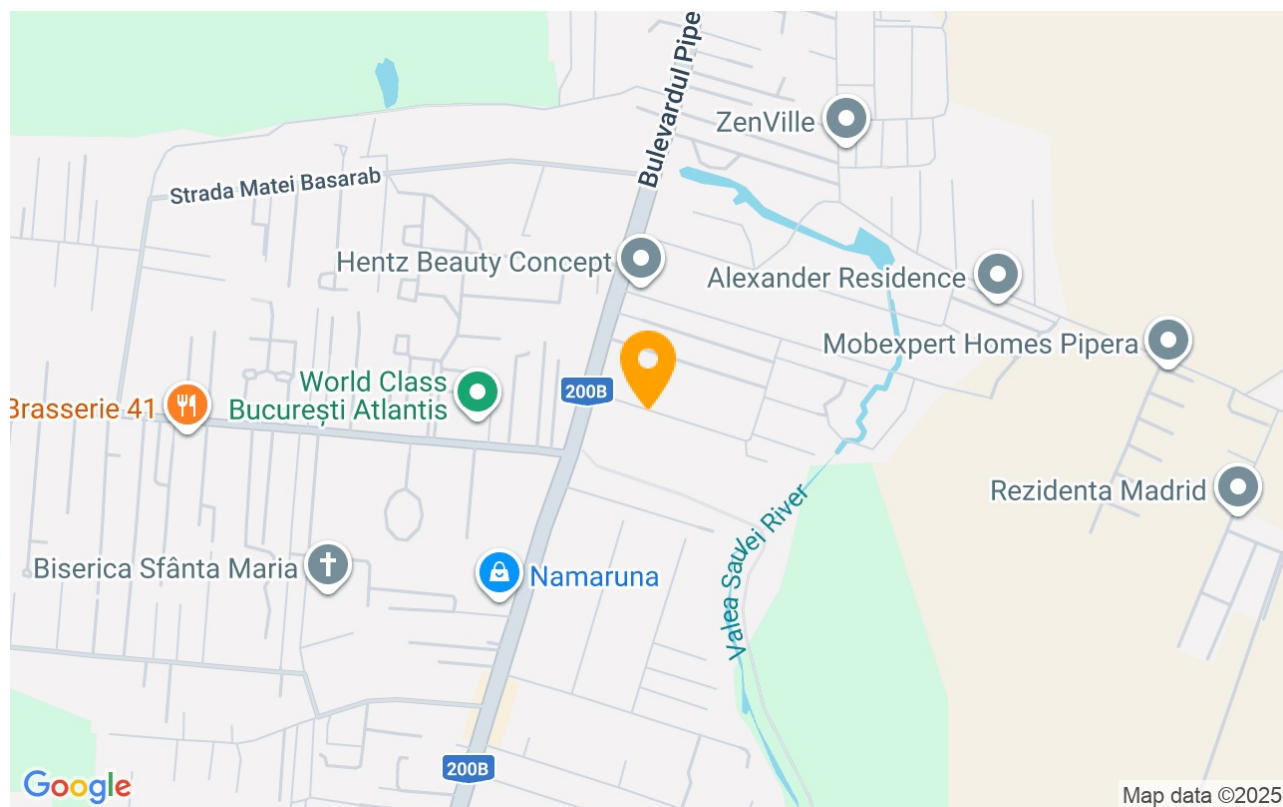 Bulevardul Pipe
ZenVille
Strada Matei Basarab
Hentz Beauty Concept
Alexander Residence
Mobexpert Homes Pipera
World Class
București Atlantis
200B
Brasserie 41
Rezidenta Madrid
Valea Saulei River
Biserica Sfânta Maria
Namaruna
200B
Google
Map data ©2025